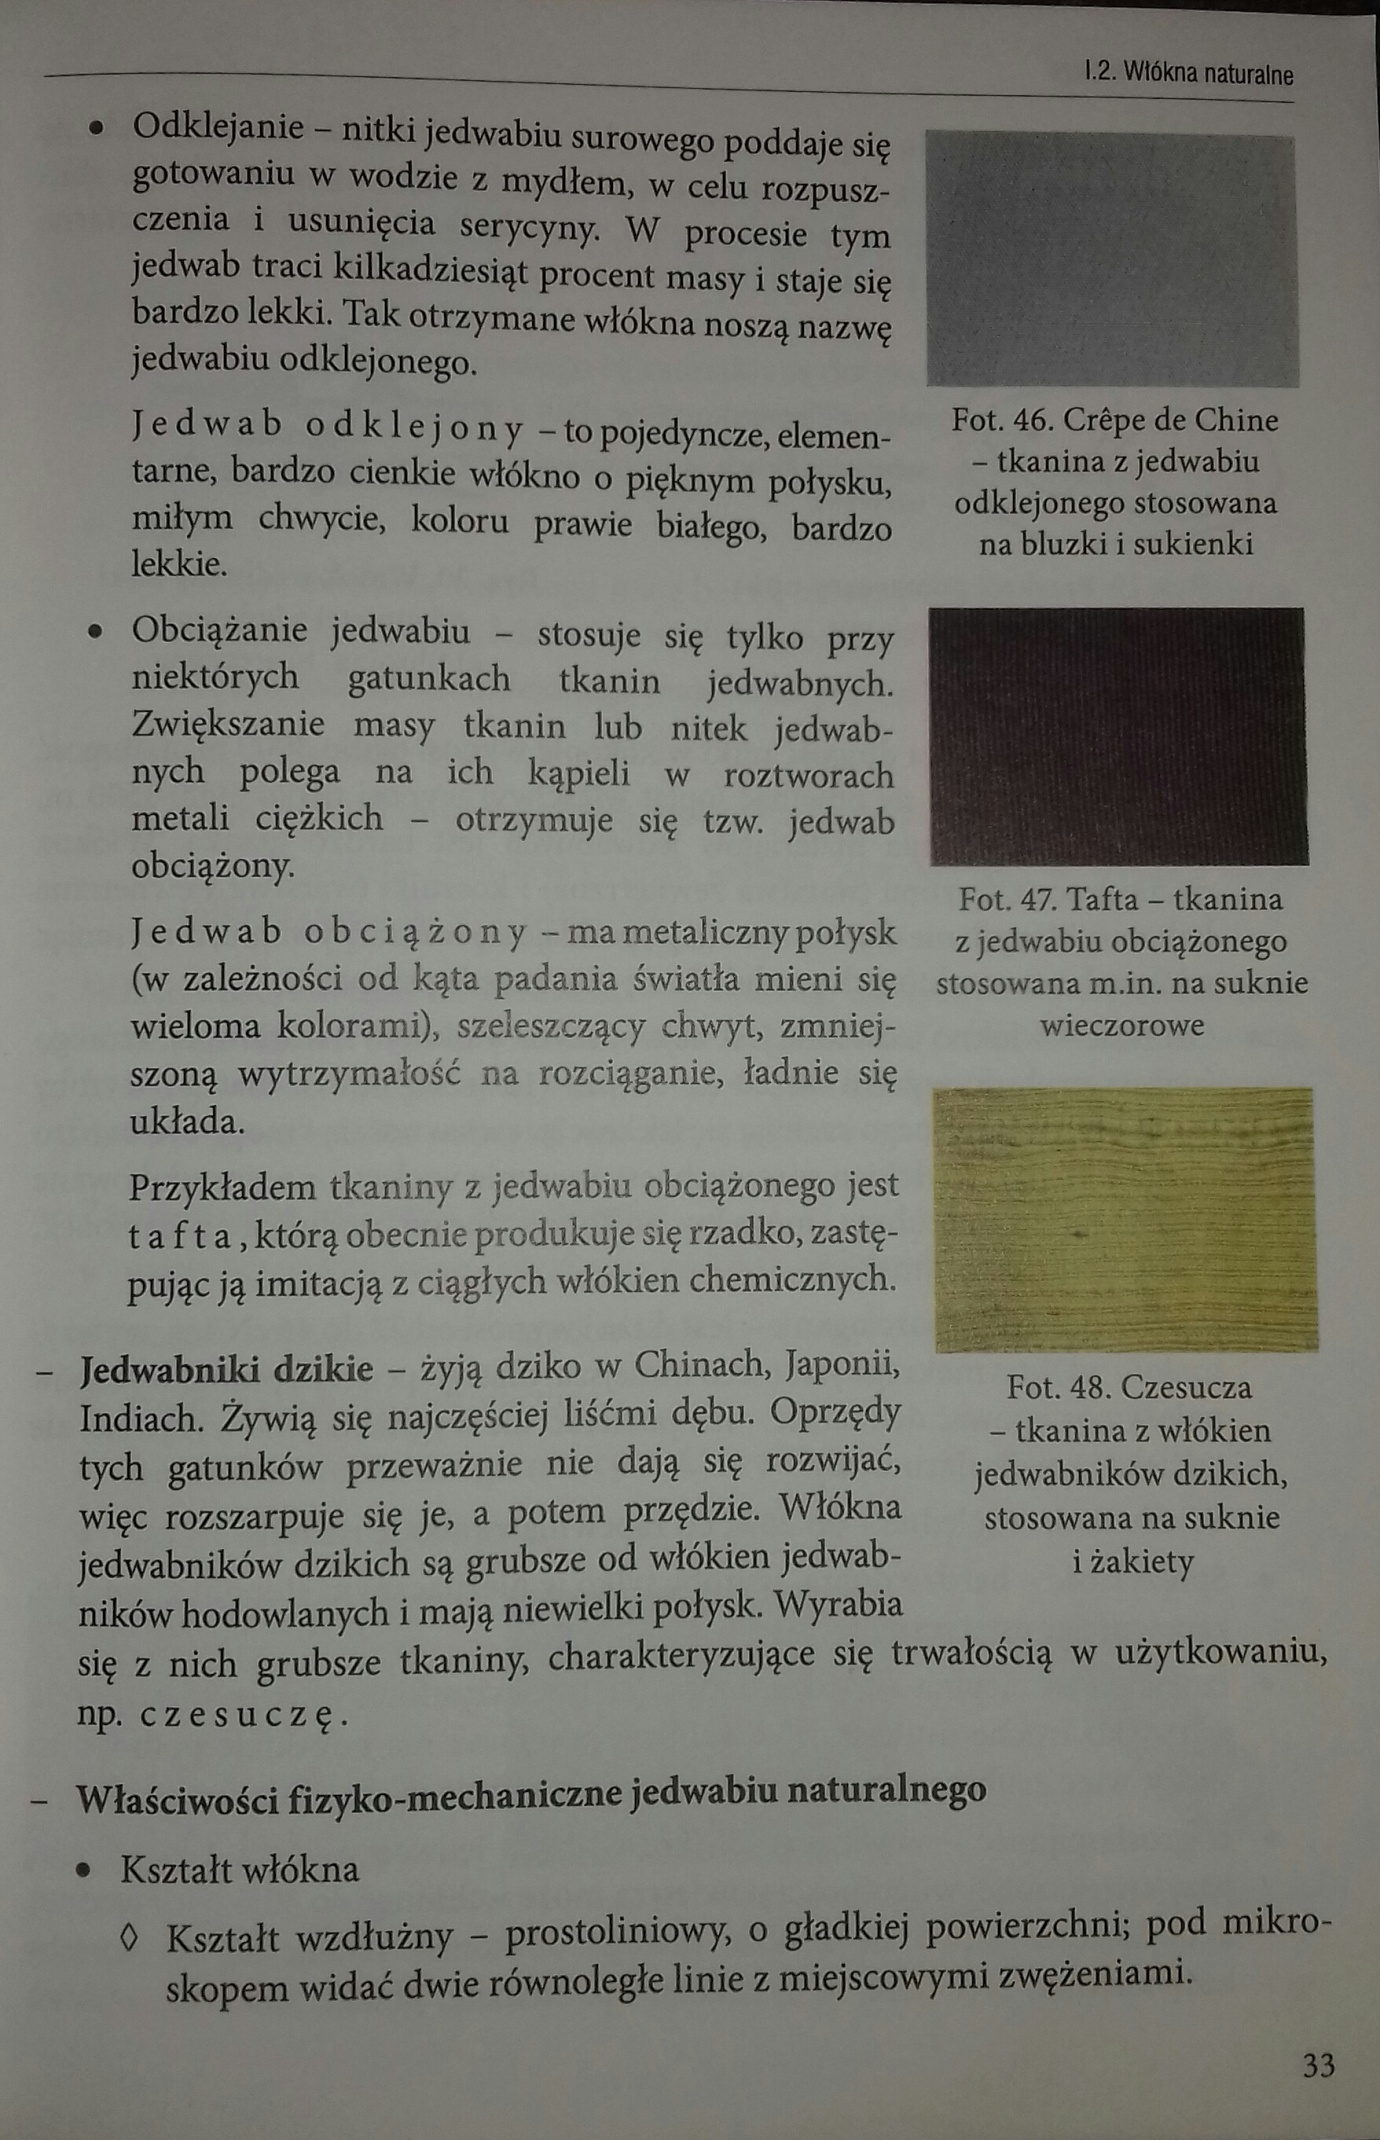 I.2. Włókna naturalne
• Odklejanie – nitki jedwabiu surowego poddaje się
gotowaniu w wodzie z mydłem, w celu rozpusz-
czenia i usunięcia serycyny. W procesie tym
jedwab traci kilkadziesiąt procent masy i staje się
bardzo lekki. Tak otrzymane włókna noszą nazwę
jedwabiu odklejonego.
Jedwab odklejony – to pojedyncze, elemen-
tarne, bardzo cienkie włókno o pięknym połysku,
miłym chwycie, koloru prawie białego, bardzo
lekkie.
Fot. 46. Crêpe de Chine
– tkanina z jedwabiu
odklejonego stosowana
na bluzki i sukienki
• Obciążanie jedwabiu – stosuje się tylko przy
niektórych gatunkach tkanin jedwabnych.
Zwiększanie masy tkanin lub nitek jedwab-
nych polega na ich kąpieli w roztworach
metali ciężkich – otrzymuje się tzw. jedwab
obciążony.
Jedwab obciążony – ma metaliczny połysk
(w zależności od kąta padania światła mieni się
wieloma kolorami), szeleszczący chwyt, zmniej-
szoną wytrzymałość na rozciąganie, ładnie się
układa.
Fot. 47. Tafta – tkanina
z jedwabiu obciążonego
stosowana m.in. na suknie
wieczorowe
Przykładem tkaniny z jedwabiu obciążonego jest
tafta, którą obecnie produkuje się rzadko, zastę-
pując ją imitacją z ciągłych włókien chemicznych.
– Jedwabniki dzikie – żyją dziko w Chinach, Japonii,
Indiach. Żywią się najczęściej liśćmi dębu. Oprzędy
tych gatunków przeważnie nie dają się rozwijać,
więc rozszarpuje się je, a potem przędzie. Włókna
jedwabników dzikich są grubsze od włókien jedwab-
ników hodowlanych i mają niewielki połysk. Wyrabia
się z nich grubsze tkaniny, charakteryzujące się trwałością w użytkowaniu,
np. czesuczę.
Fot. 48. Czesucza
– tkanina z włókien
jedwabników dzikich,
stosowana na suknie
i żakiety
– Właściwości fizyko-mechaniczne jedwabiu naturalnego
• Kształt włókna
◊ Kształt wzdłużny – prostoliniowy, o gładkiej powierzchni; pod mikro-
skopem widać dwie równoległe linie z miejscowymi zwężeniami.
33